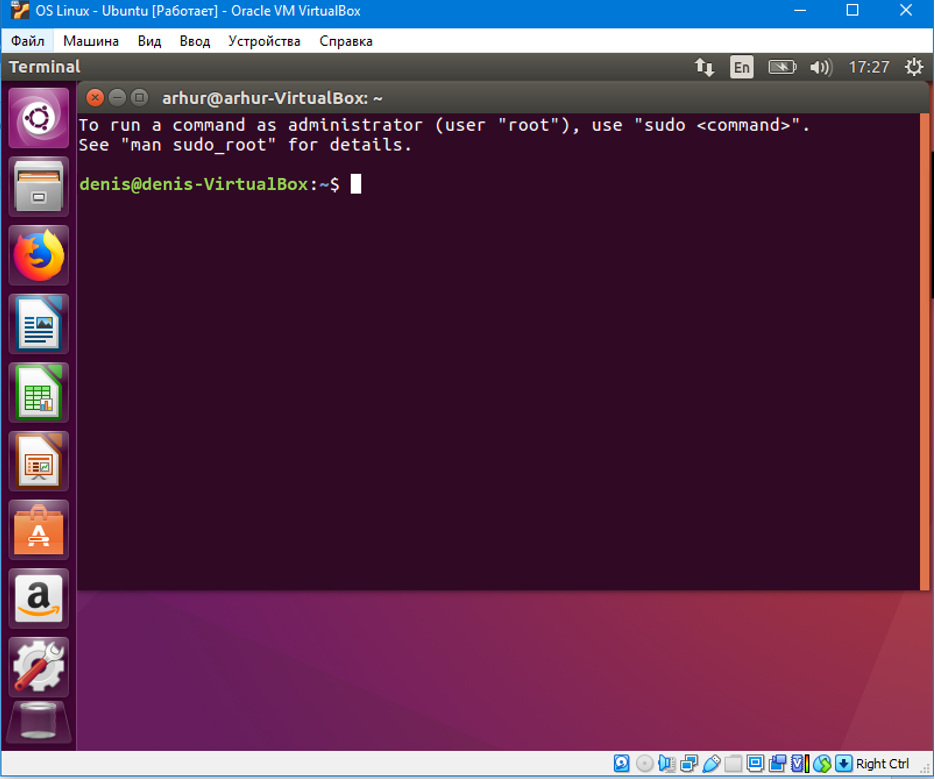 OS Linux - Ubuntu [Работает] - Oracle VM VirtualBox
Файл Машина Вид Ввод Устройства Справка
Terminal En 17:27
arhur@arhur-VirtualBox: ~
To run a command as administrator (user "root"), use "sudo <command>".
See "man sudo_root" for details.
denis@denis-VirtualBox:~$
A
a
Right Ctrl